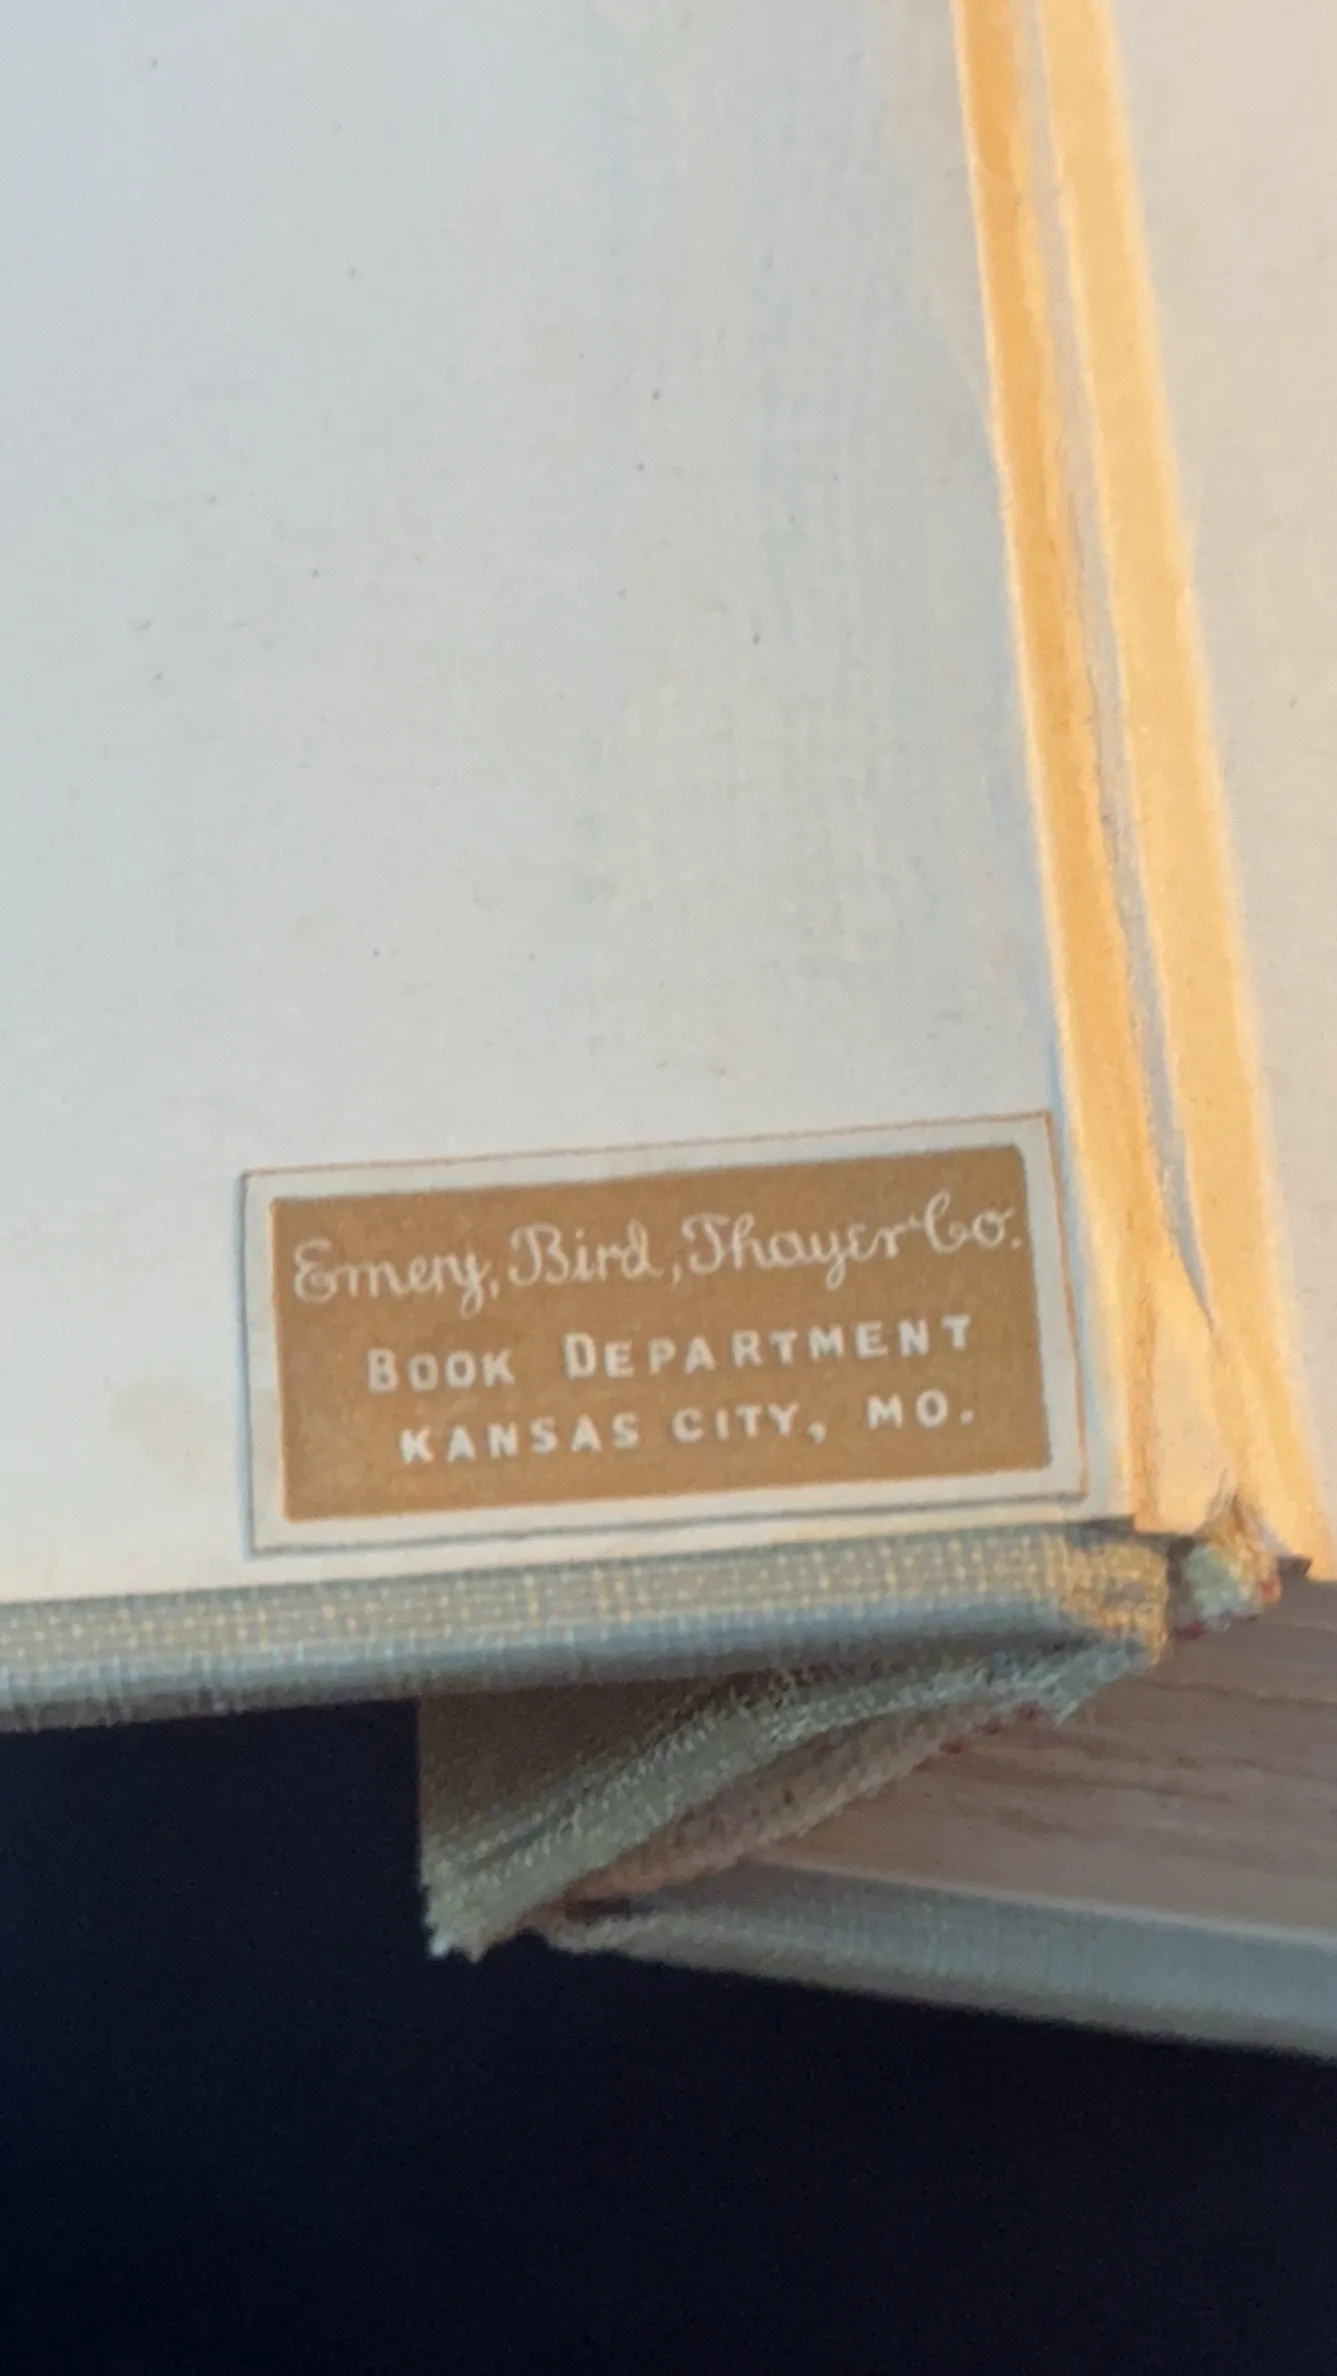 Emery, Bird, Thayer Co.
BOOK DEPARTMENT
KANSAS CITY, MO.